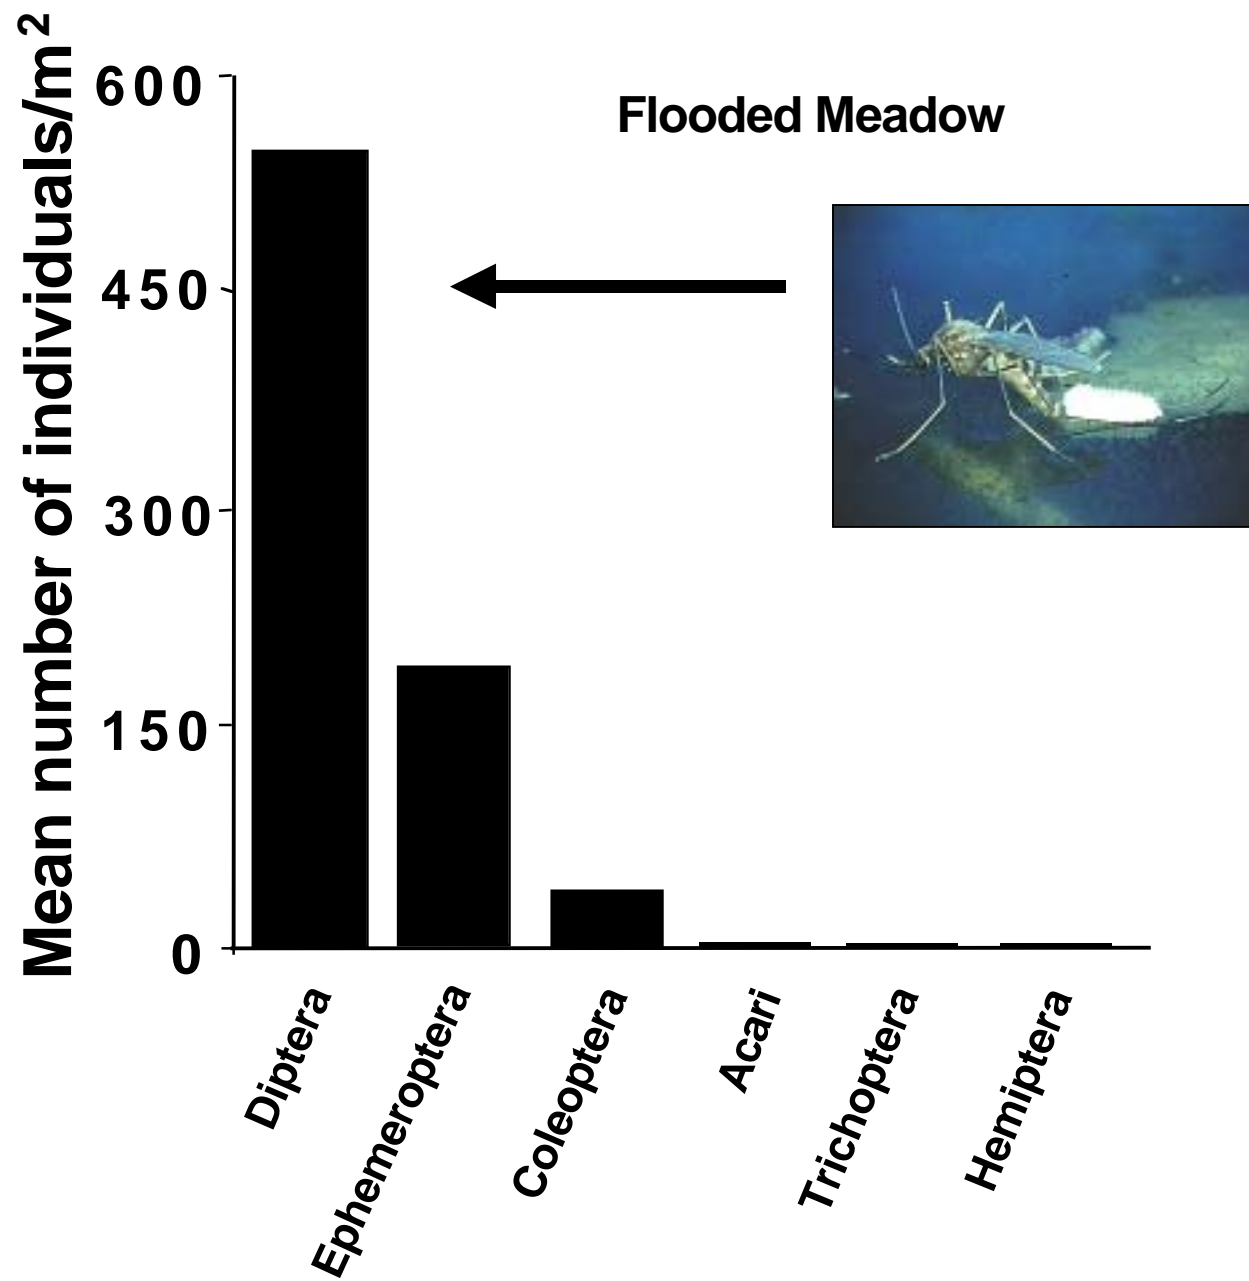 Mean number of individuals/m²
600
450
300
150
0
Flooded Meadow
Diptera
Ephemeroptera
Coleoptera
Acari
Trichoptera
Hemiptera